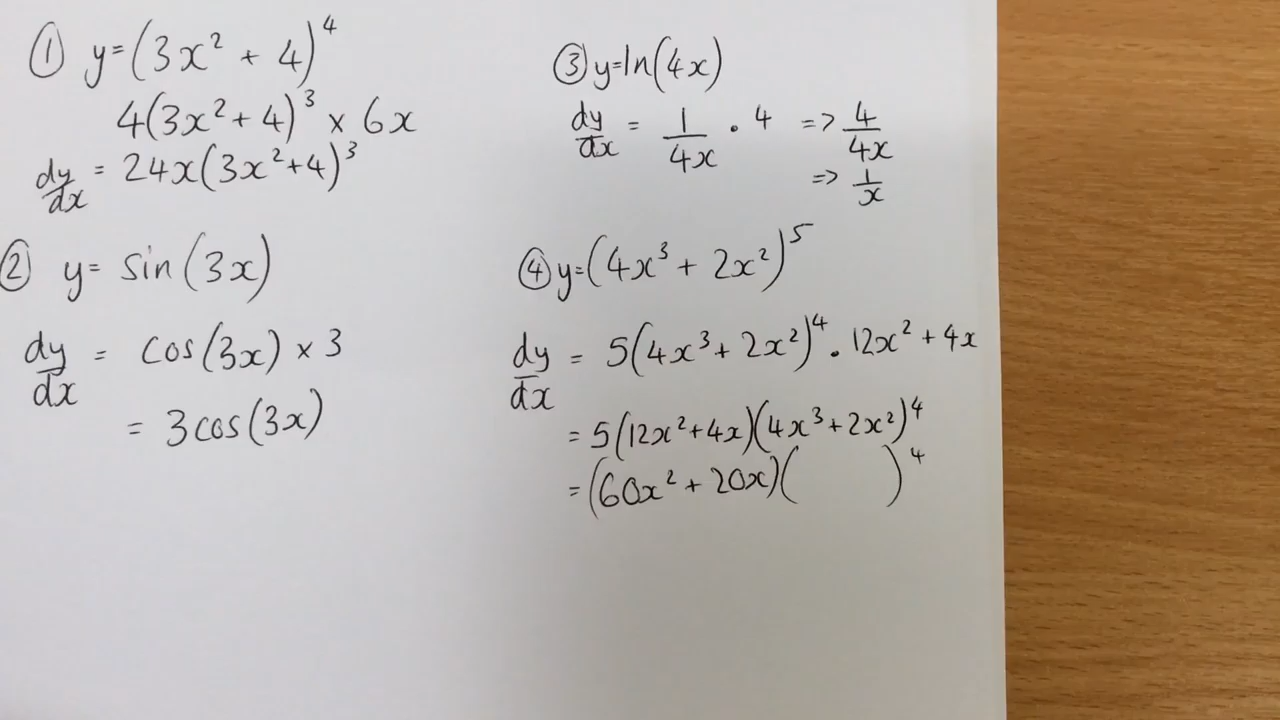 ① y=(3x² + 4)⁴
4(3x²+4)³ × 6x
dy/dx = 24x(3x²+4)³
② y= sin(3x)
dy/dx = cos(3x) × 3
= 3cos(3x)
③ y=ln(4x)
dy/dx = 1/4x . 4 => 4/4x
=> 1/x
④ y=(4x³ + 2x²)⁵
dy/dx = 5(4x³+ 2x²)⁴. 12x² + 4x
= 5(12x²+4x)(4x³+2x²)⁴
= (60x² + 20x)( )⁴